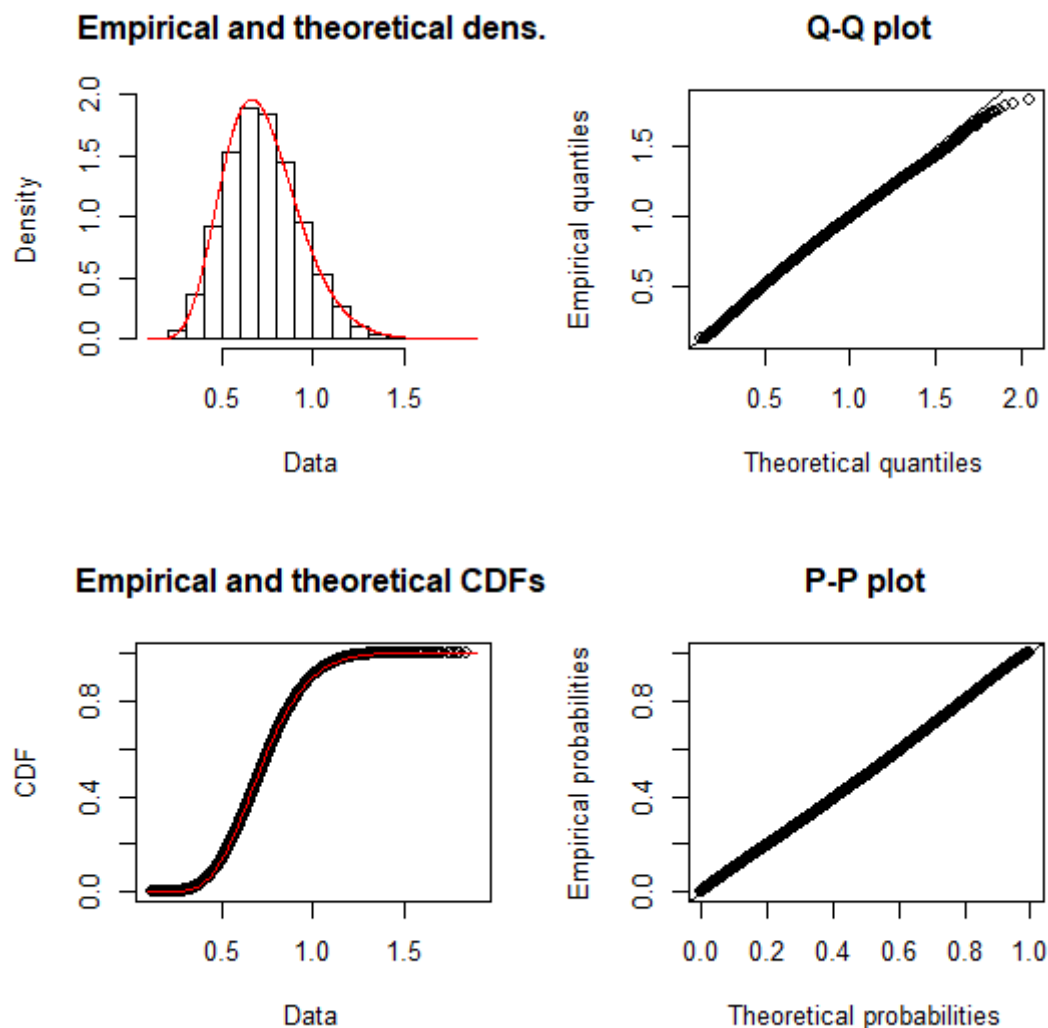 Empirical and theoretical dens.
Density
0.0 0.5 1.0 1.5 2.0
0.5 1.0 1.5
Data
Q-Q plot
Empirical quantiles
0.5 1.0 1.5
0.5 1.0 1.5 2.0
Theoretical quantiles
Empirical and theoretical CDFs
CDF
0.0 0.4 0.8
0.5 1.0 1.5
Data
P-P plot
Empirical probabilities
0.0 0.4 0.8
0.0 0.2 0.4 0.6 0.8 1.0
Theoretical probabilities